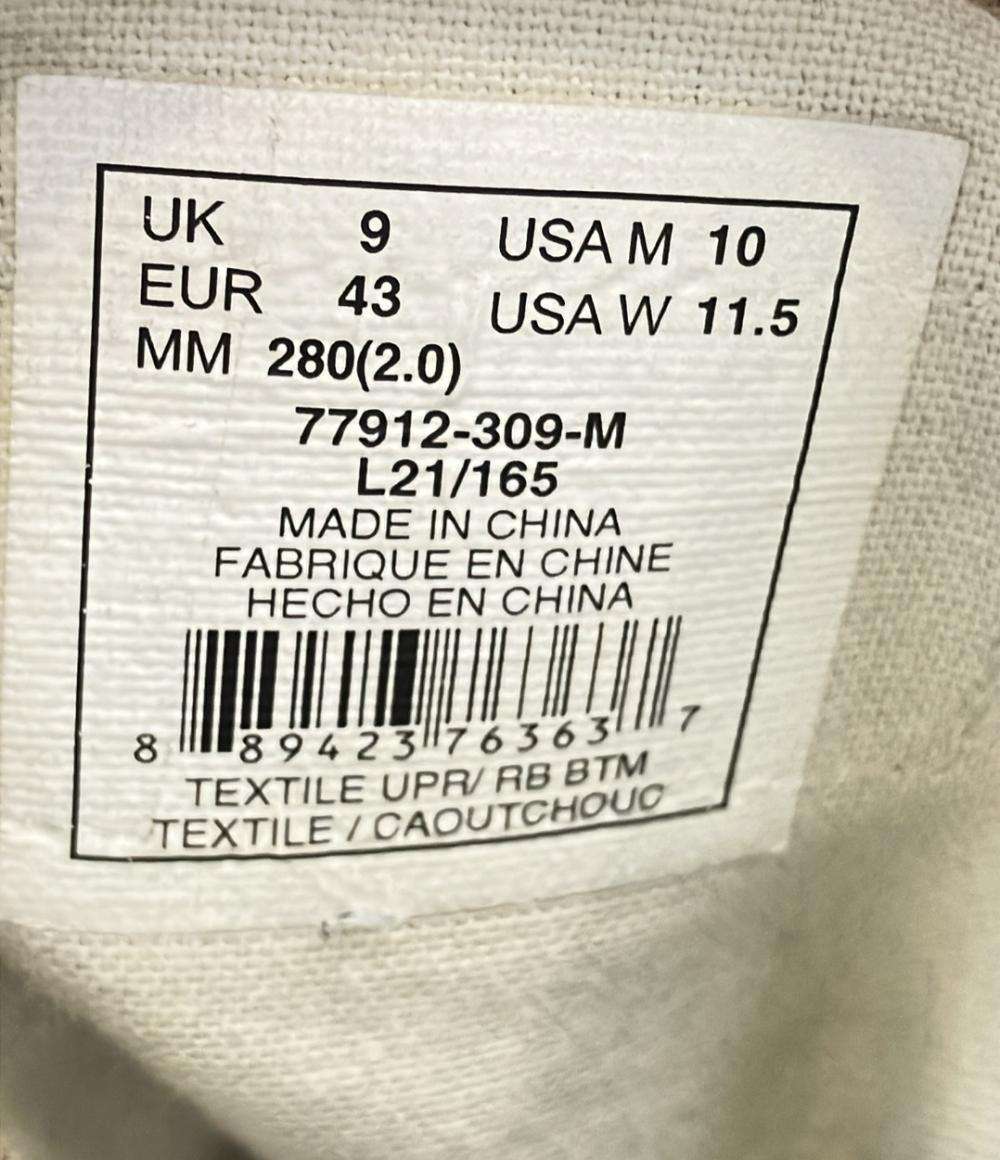 UK 9 USA M 10
EUR 43 USA W 11.5
MM 280(2.0)
77912-309-M
L21/165
MADE IN CHINA
FABRIQUE EN CHINE
HECHO EN CHINA
8 89423 76363 7
TEXTILE UPR/ RB BTM
TEXTILE / CAOUTCHOUC